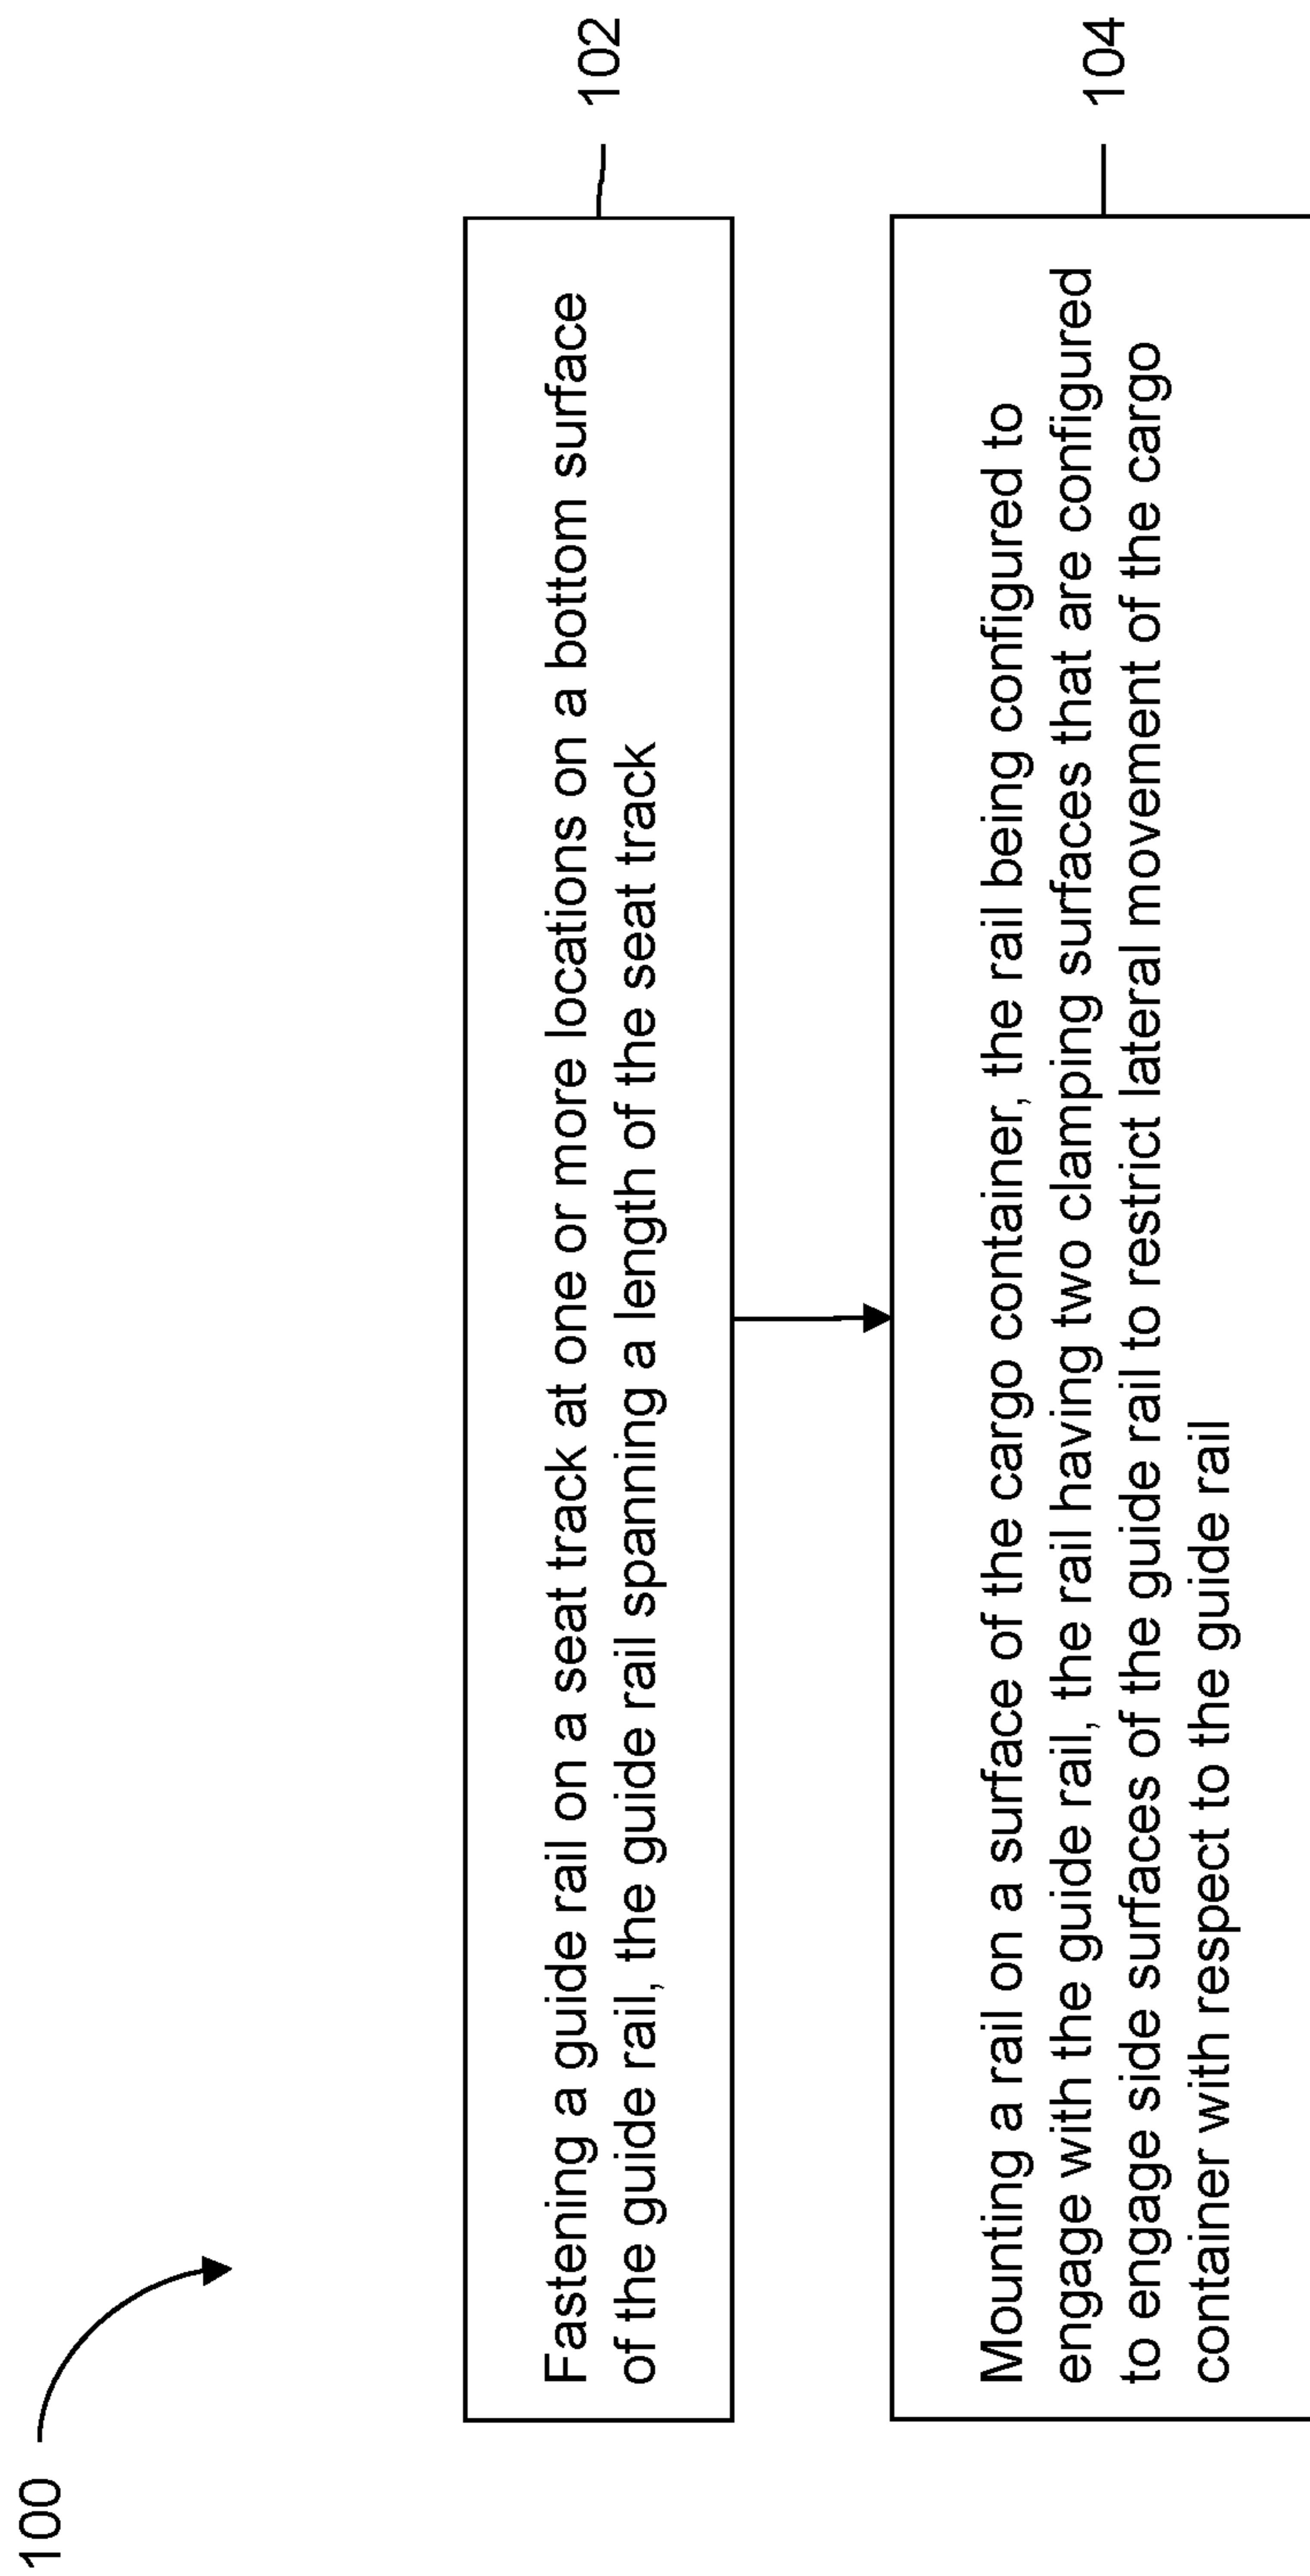 100
Fastening a guide rail on a seat track at one or more locations on a bottom surface
of the guide rail, the guide rail spanning a length of the seat track
102
Mounting a rail on a surface of the cargo container, the rail being configured to
engage with the guide rail, the rail having two clamping surfaces that are configured
to engage side surfaces of the guide rail to restrict lateral movement of the cargo
container with respect to the guide rail
104